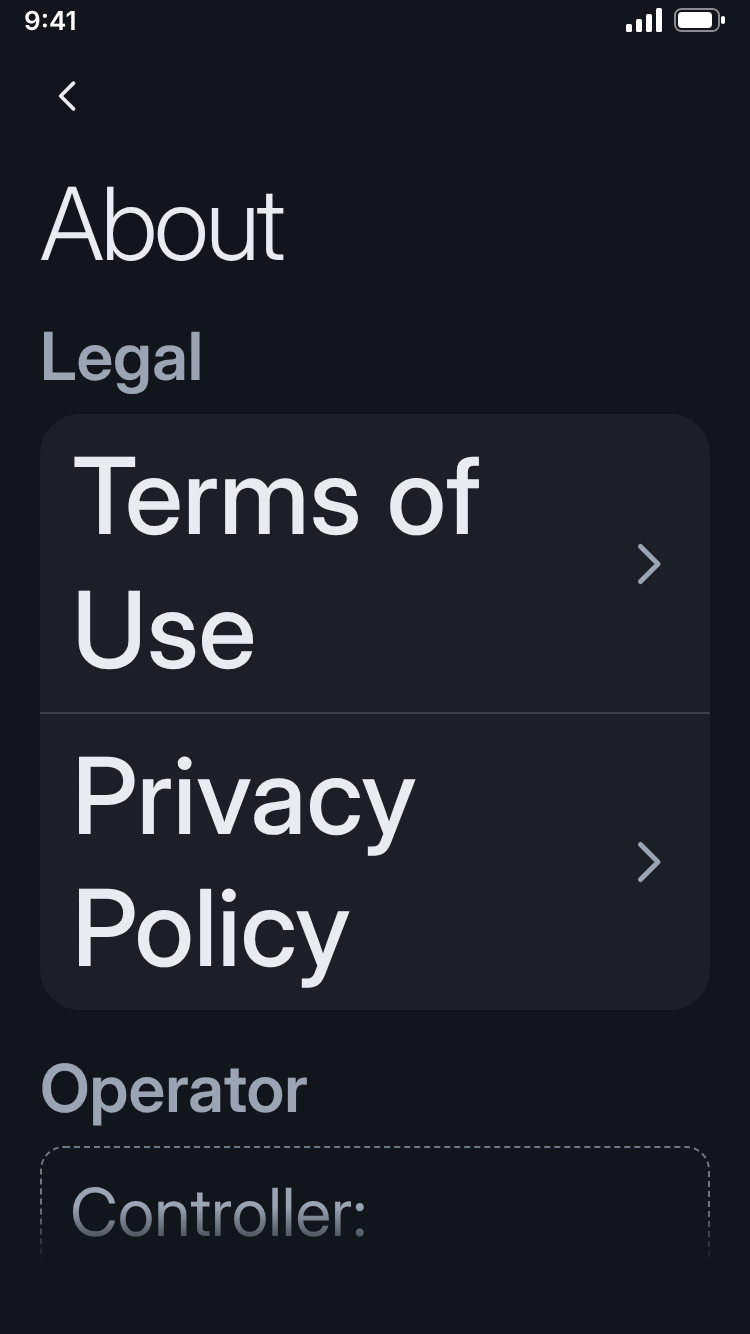 9:41
About
Legal
Terms of
Use
Privacy
Policy
Operator
Controller: